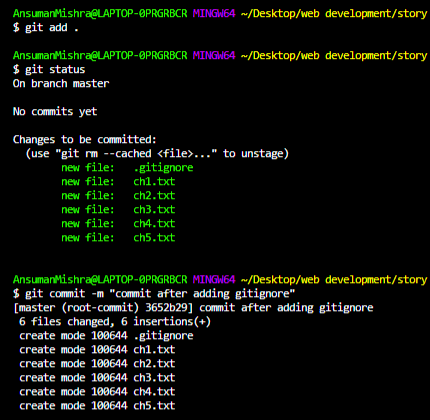 AnsumanMishra@LAPTOP-0PRGRBCR MINGW64 ~/Desktop/web development/story
$ git add .
AnsumanMishra@LAPTOP-0PRGRBCR MINGW64 ~/Desktop/web development/story
$ git status
On branch master
No commits yet
Changes to be committed:
  (use "git rm --cached <file>..." to unstage)
        new file:   .gitignore
        new file:   ch1.txt
        new file:   ch2.txt
        new file:   ch3.txt
        new file:   ch4.txt
        new file:   ch5.txt
AnsumanMishra@LAPTOP-0PRGRBCR MINGW64 ~/Desktop/web development/story
$ git commit -m "commit after adding gitignore"
[master (root-commit) 3652b29] commit after adding gitignore
 6 files changed, 6 insertions(+)
 create mode 100644 .gitignore
 create mode 100644 ch1.txt
 create mode 100644 ch2.txt
 create mode 100644 ch3.txt
 create mode 100644 ch4.txt
 create mode 100644 ch5.txt